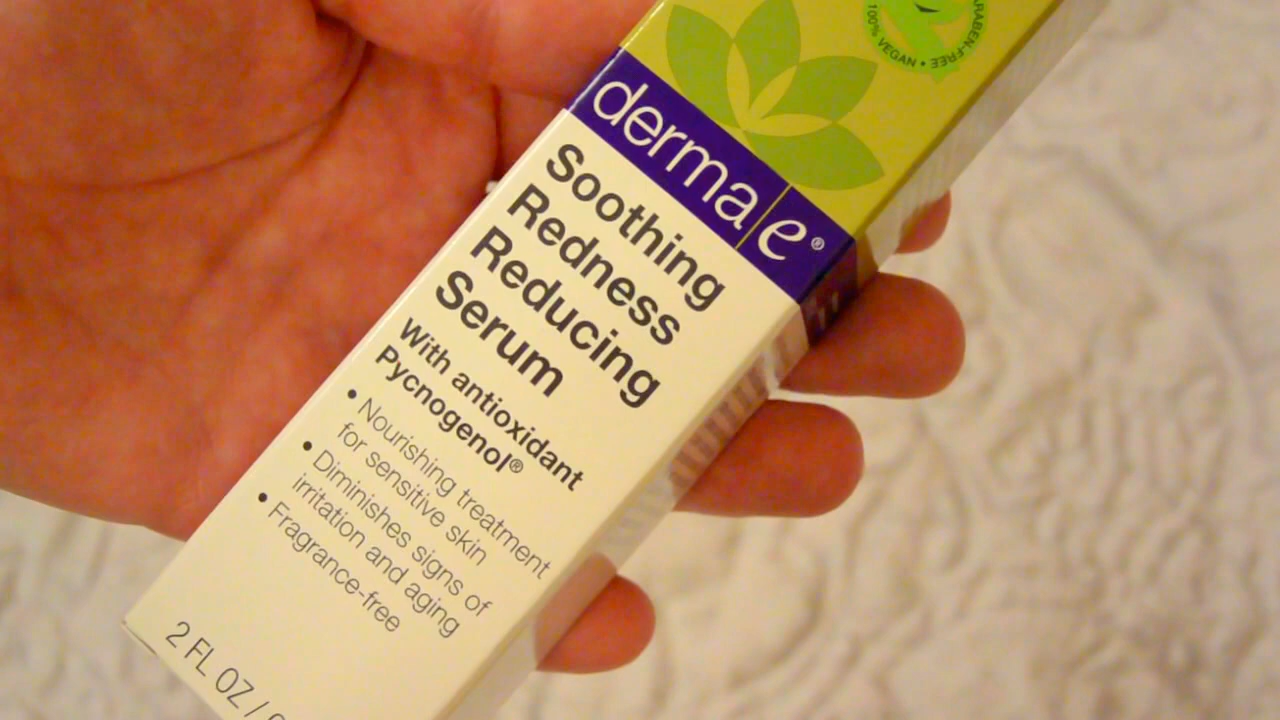 100% VEGAN • PARABEN-FREE
derma e®
Soothing
Redness
Reducing
Serum
With antioxidant
Pycnogenol®
• Nourishing treatment
for sensitive skin
• Diminishes signs of
irritation and aging
• Fragrance-free
2 FL OZ /